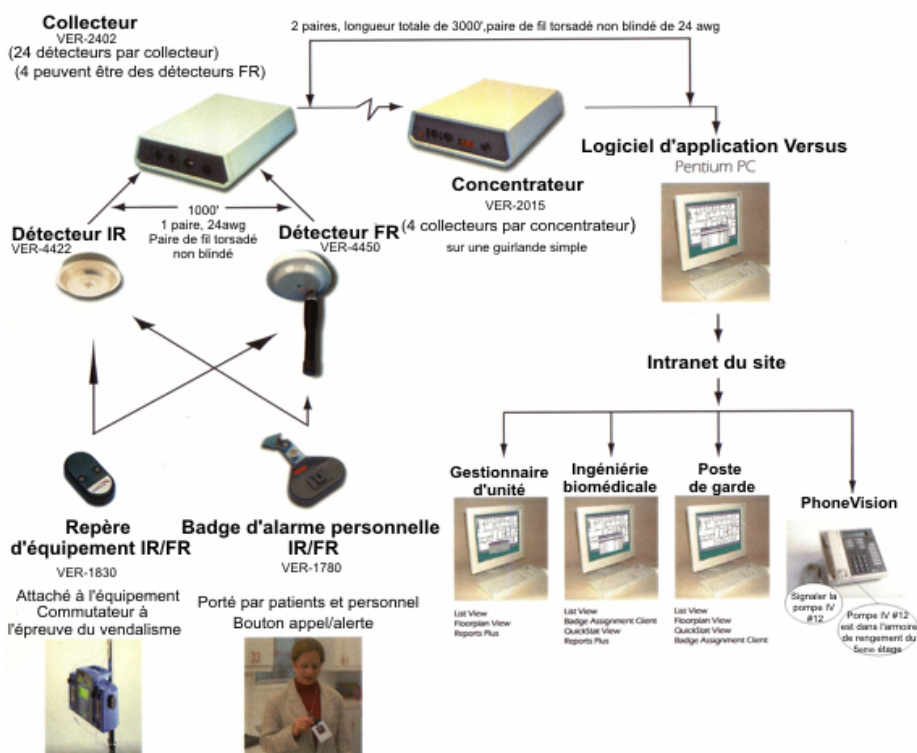 Collecteur
VER-2402
(24 détecteurs par collecteur)
(4 peuvent être des détecteurs FR)
2 paires, longueur totale de 3000',paire de fil torsadé non blindé de 24 awg
Logiciel d'application Versus
Pentium PC
Concentrateur
VER-2015
(4 collecteurs par concentrateur)
sur une guirlande simple
1000'
1 paire, 24awg
Paire de fil torsadé
non blindé
Détecteur IR
VER-4422
Détecteur FR
VER-4450
Intranet du site
Repère
d'équipement IR/FR
VER-1830
Attaché à l'équipement
Commutateur à
l'épreuve du vendalisme
Badge d'alarme personnelle
IR/FR
VER-1780
Porté par patients et personnel
Bouton appel/alerte
Gestionnaire
d'unité
List View
Floorplan View
Reports Plus
Ingéniérie
biomédicale
List View
Badge Assignment Client
QuickStat View
Reports Plus
Poste
de garde
List View
Floorplan View
QuickStat View
Badge Assignment Client
PhoneVision
Signaler la
pompe IV
#12
Pompe IV #12
est dans l'armoine
de rengement du
5eme étage